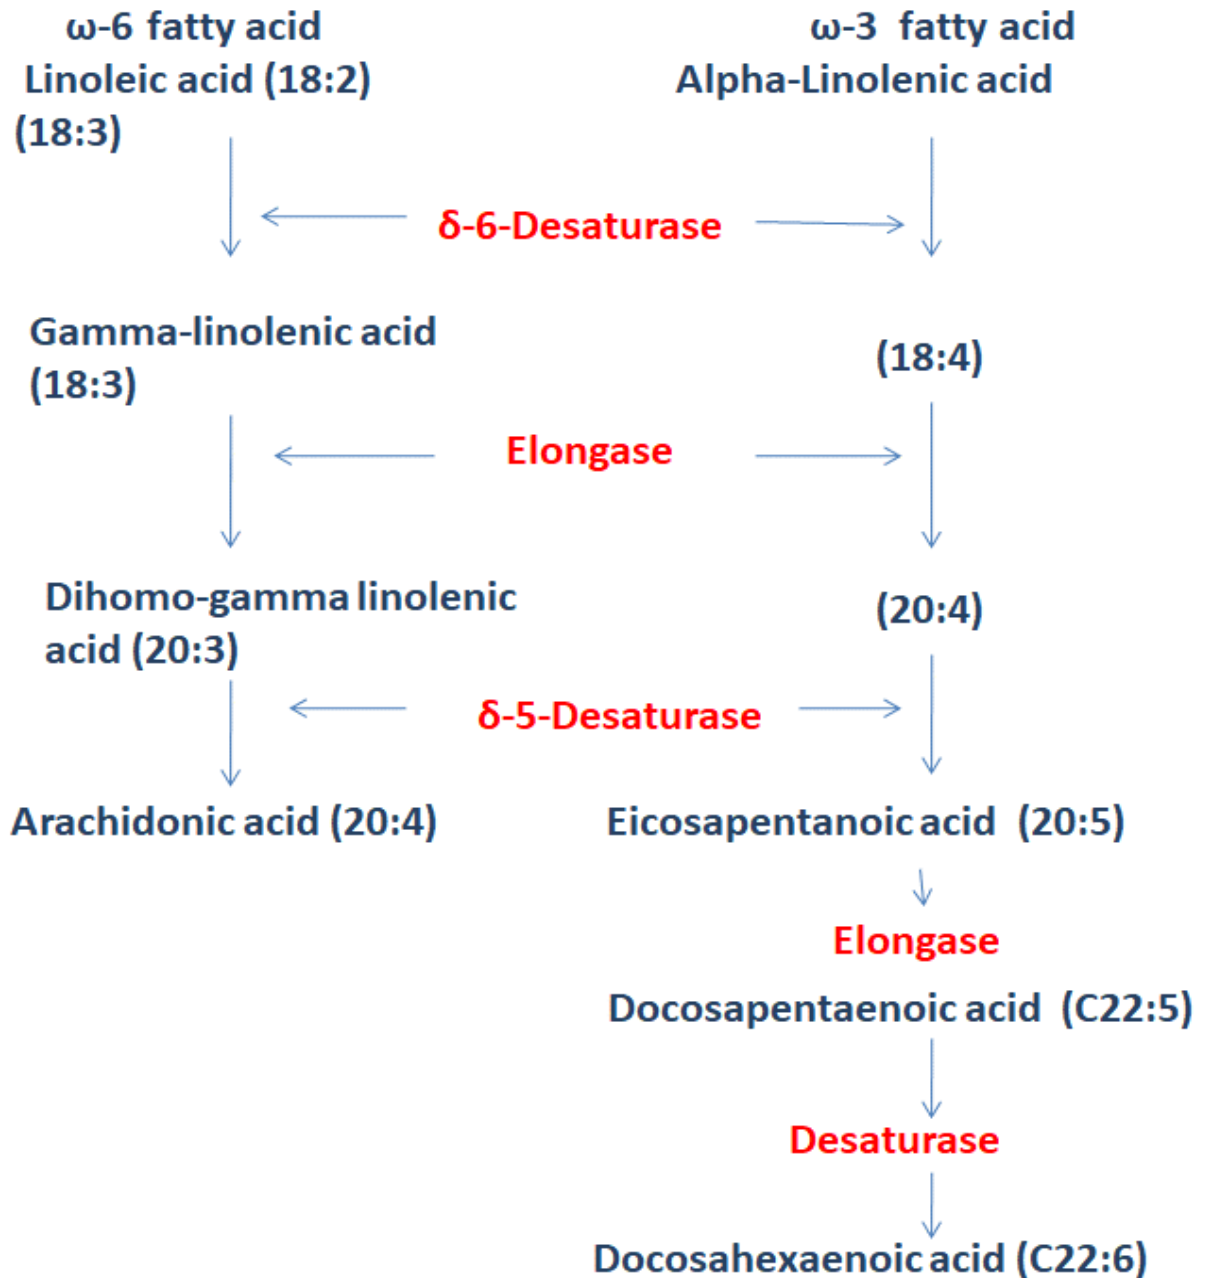 ω-6 fatty acid
ω-3 fatty acid
Linoleic acid (18:2)
Alpha-Linolenic acid
(18:3)
δ-6-Desaturase
Gamma-linolenic acid
(18:3)
(18:4)
Elongase
Dihomo-gamma linolenic
acid (20:3)
(20:4)
δ-5-Desaturase
Arachidonic acid (20:4)
Eicosapentanoic acid (20:5)
Elongase
Docosapentaenoic acid (C22:5)
Desaturase
Docosahexaenoic acid (C22:6)